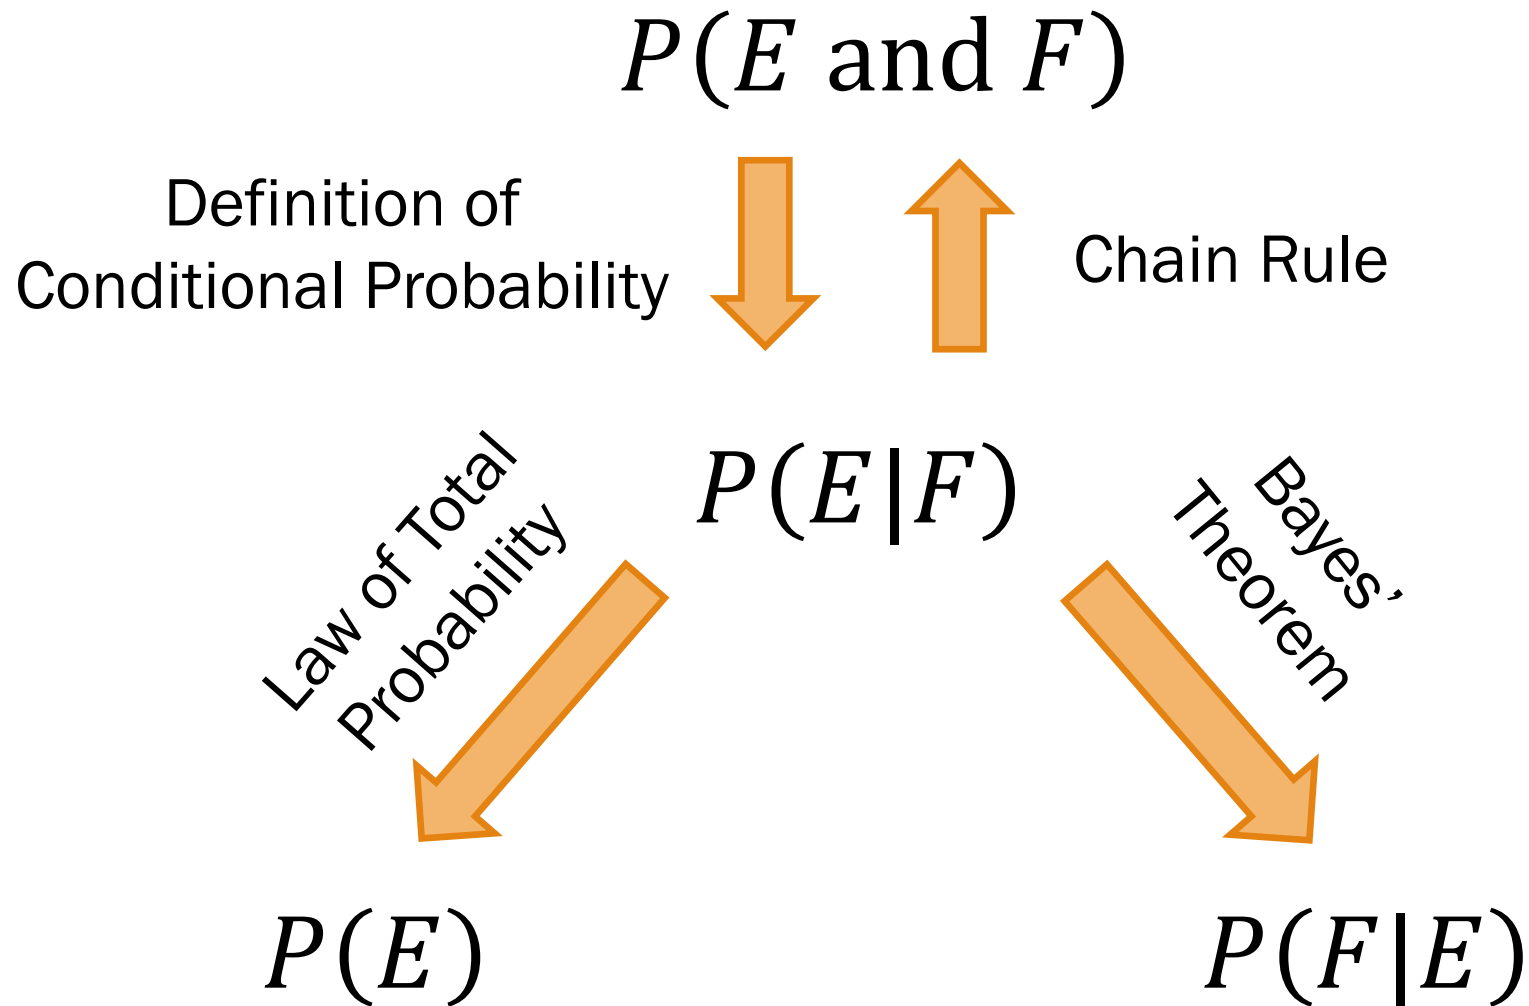 P(E and F)
Definition of
Conditional Probability
Chain Rule
P(E|F)
Law of Total
Probability
Bayes’
Theorem
P(E)
P(F|E)